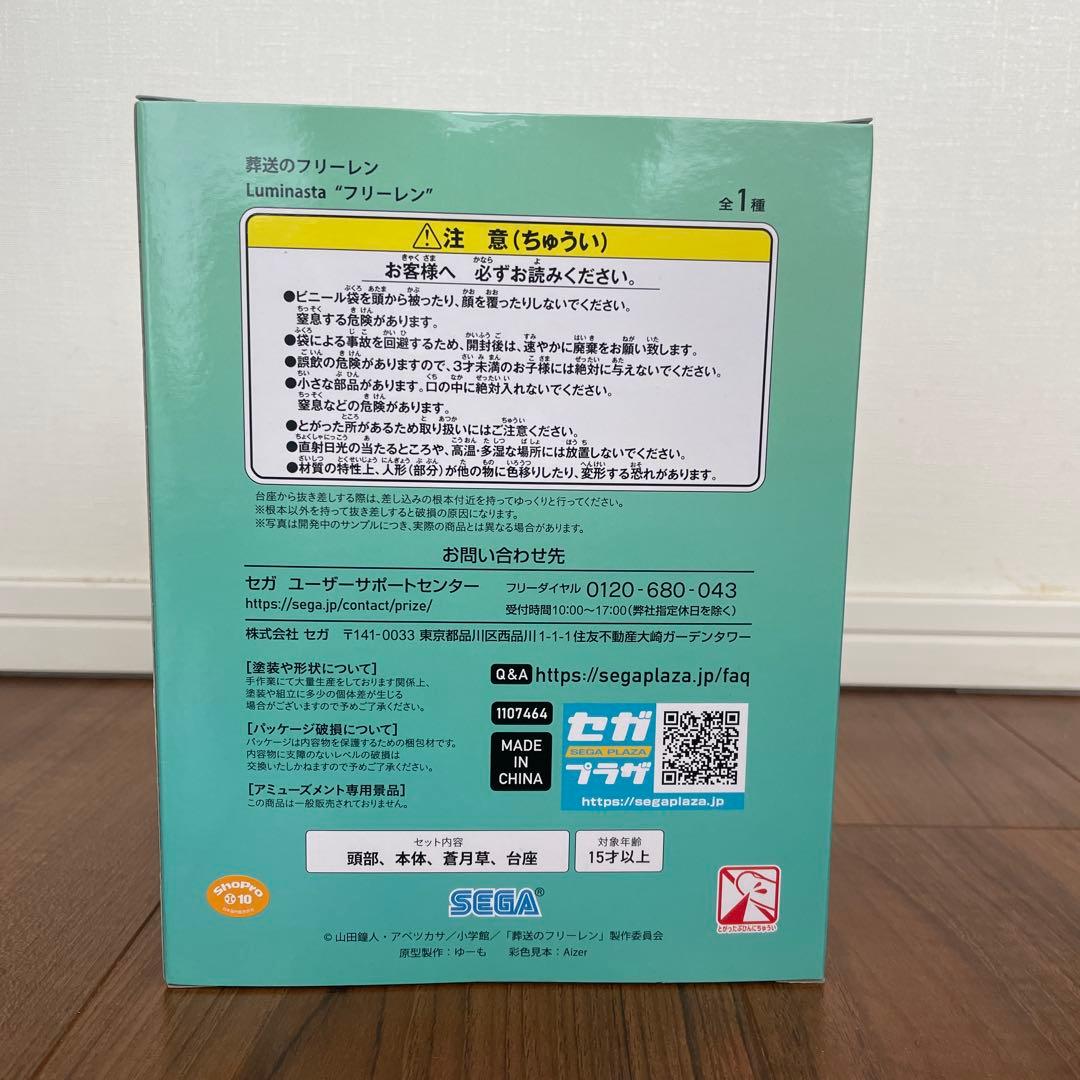 葬送のフリーレン
Luminasta “フリーレン”
全1種
⚠注 意(ちゅうい)
お客様へ 必ずお読みください。
●ビニール袋を頭から被ったり、顔を覆ったりしないでください。
窒息する危険があります。
●袋による事故を回避するため、開封後は、速やかに廃棄をお願い致します。
●誤飲の危険がありますので、3才未満のお子様には絶対に与えないでください。
●小さな部品があります。口の中に絶対入れないでください。
窒息などの危険があります。
●とがった所があるため取り扱いにはご注意ください。
●直射日光の当たるところや、高温・多湿な場所には放置しないでください。
●材質の特性上、人形(部分)が他の物に色移りしたり、変形する恐れがあります。
台座から抜き差しする際は、差し込みの根本付近を持ってゆっくりと行ってください。
※根本以外を持って抜き差しすると破損の原因になります。
※写真は開発中のサンプルにつき、実際の商品とは異なる場合があります。
お問い合わせ先
セガ ユーザーサポートセンター
https://sega.jp/contact/prize/
フリーダイヤル 0120-680-043
受付時間10:00～17:00(弊社指定休日を除く)
株式会社 セガ 〒141-0033 東京都品川区西品川1-1-1住友不動産大崎ガーデンタワー
[塗装や形状について]
手作業にて大量生産をしております関係上、
塗装や組立に多少の個体差が生じる
場合がございますので予めご了承ください。
[パッケージ破損について]
パッケージは内容物を保護するための梱包材です。
内容物に支障のないレベルの破損は
交換いたしかねますので予めご了承ください。
[アミューズメント専用景品]
この商品は一般販売されておりません。
Q&A https://segaplaza.jp/faq
1107464
MADE
IN
CHINA
セガ
SEGA PLAZA
プラザ
https://segaplaza.jp
セット内容
頭部、本体、蒼月草、台座
対象年齢
15才以上
ShoPro
10
SEGA®
とがったぶひんにちゅうい
© 山田鐘人・アベツカサ／小学館／「葬送のフリーレン」製作委員会
原型製作：ゆーも 彩色見本：Aizer